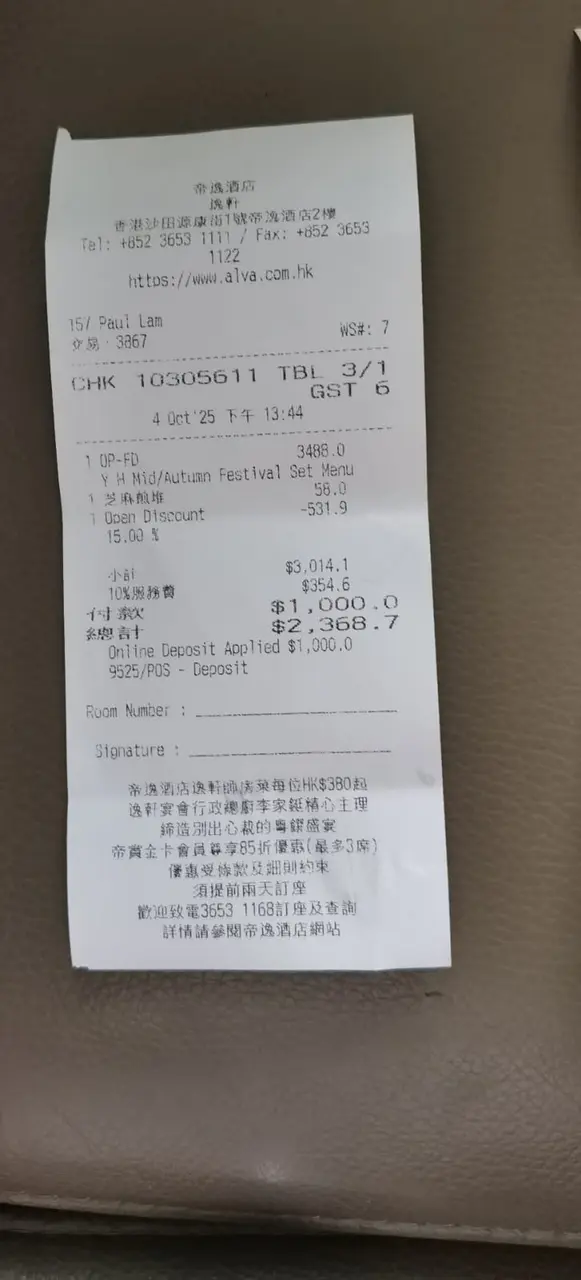 帝逸酒店
逸軒
香港沙田源康街1號帝逸酒店2樓
Tel: +852 3653 1111 / Fax: +852 3653
1122
https://www.alva.com.hk
157 Paul Lam
交易: 3867
WS#: 7
CHK 10305611 TBL 3/1
GST 6
4 Oct'25 下午 13:44
1 OP-FD 3488.0
Y H Mid/Autumn Festival Set Menu
1 芝麻煎堆 58.0
1 Open Discount -531.9
15.00 %
小計 $3,014.1
10%服務費 $354.6
付款 $1,000.0
總計 $2,368.7
Online Deposit Applied $1,000.0
9525/POS - Deposit
Room Number :
Signature :
帝逸酒店逸軒師房菜每位HK$380起
逸軒宴會行政總廚李家鋌精心主理
締造別出心裁的粵饌盛宴
帝賞金卡會員尊享85折優惠(最多3席)
優惠受條款及細則約束
須提前兩天訂座
歡迎致電3653 1168訂座及查詢
詳情請參閱帝逸酒店網站